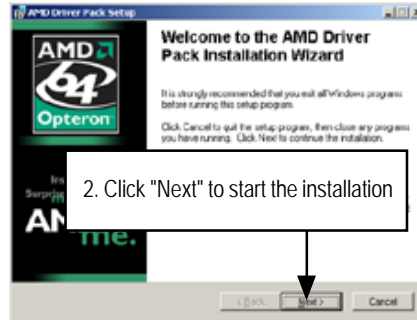 AMD Driver Pack Setup
AMD
64
Opteron
Welcome to the AMD Driver
Pack Installation Wizard
It is strongly recommended that you exit all Windows programs
before running this setup program.
Click Cancel to quit the setup program, then close any programs
you have running. Click Next to continue the installation.
2. Click "Next" to start the installation
me.
< Back
Next >
Cancel